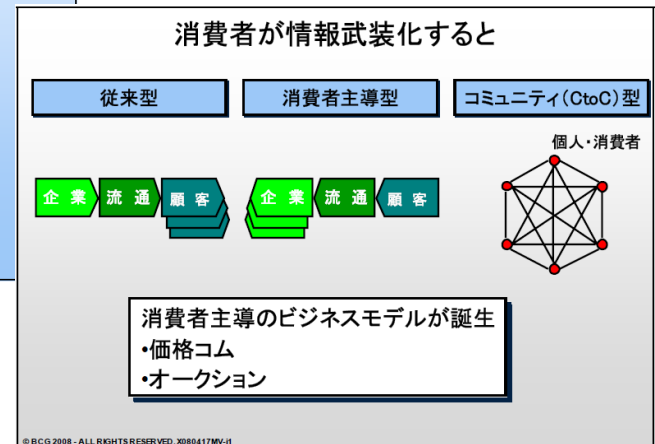 消費者が情報武装化すると
従来型
消費者主導型
コミュニティ(CtoC)型
個人・消費者
企業 流通 顧客
企業 流通 顧客
消費者主導のビジネスモデルが誕生
•価格コム
•オークション
© BCG 2008 - ALL RIGHTS RESERVED. X080417MV-i1